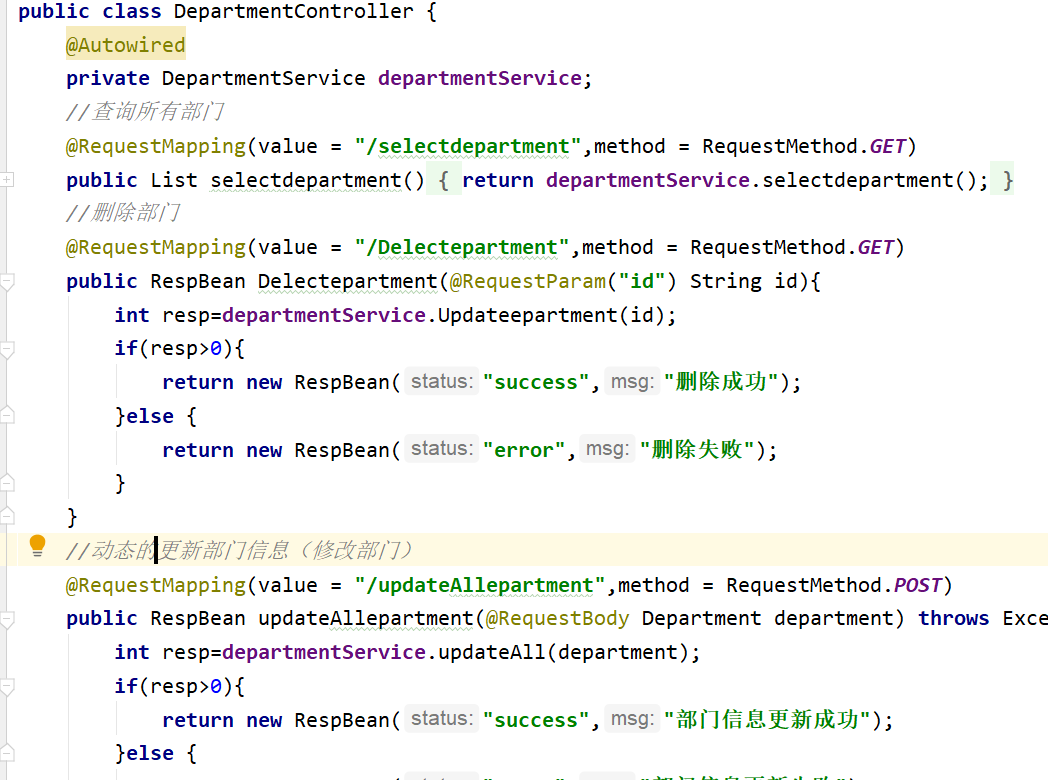 public class DepartmentController {
@Autowired
private DepartmentService departmentService;
//查询所有部门
@RequestMapping(value = "/selectdepartment",method = RequestMethod.GET)
public List selectdepartment() { return departmentService.selectdepartment(); }
//删除部门
@RequestMapping(value = "/Delectepartment",method = RequestMethod.GET)
public RespBean Delectepartment(@RequestParam("id") String id){
int resp=departmentService.Updateepartment(id);
if(resp>0){
return new RespBean( status: "success", msg: "删除成功");
}else {
return new RespBean( status: "error", msg: "删除失败");
}
}
//动态的更新部门信息（修改部门）
@RequestMapping(value = "/updateAllepartment",method = RequestMethod.POST)
public RespBean updateAllepartment(@RequestBody Department department) throws Exce
int resp=departmentService.updateAll(department);
if(resp>0){
return new RespBean( status: "success", msg: "部门信息更新成功");
}else {